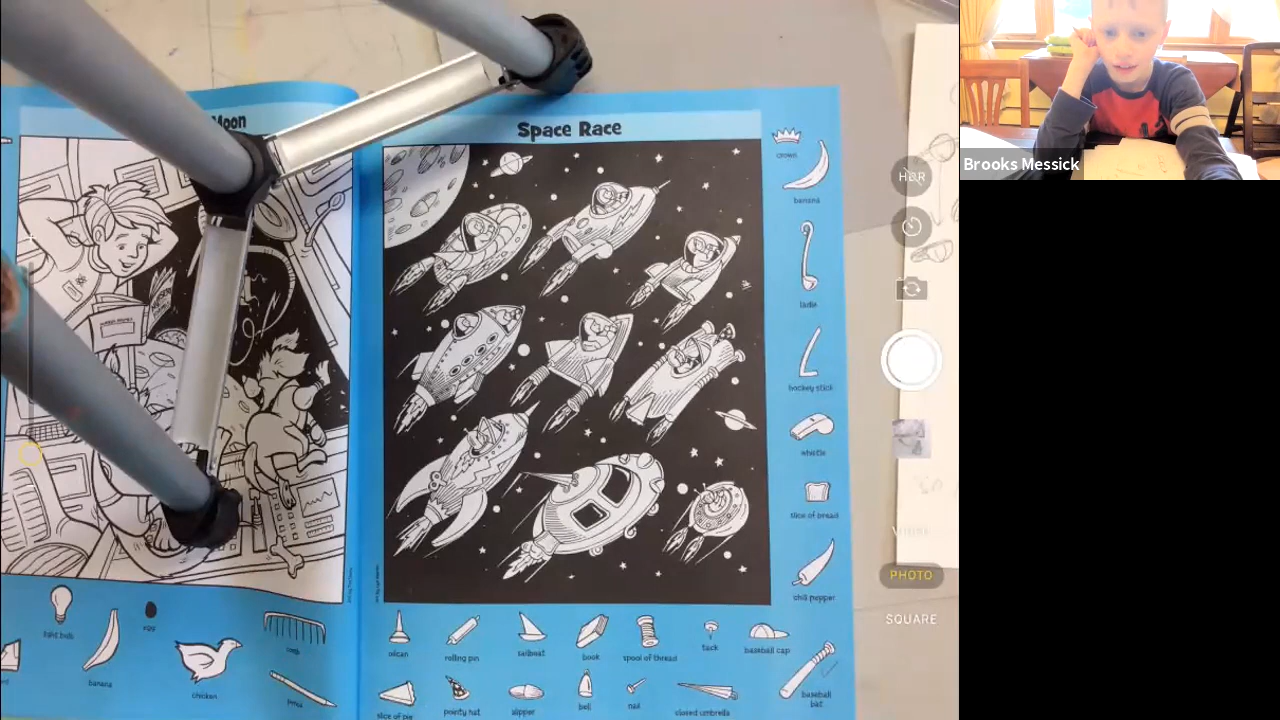 Moon
Space Race
crown
banana
ladle
hockey stick
whistle
slice of bread
chili pepper
baseball bat
light bulb
egg
comb
banana
chicken
rolling pin
sailboat
book
spool of thread
tack
baseball cap
slice of pie
pointy hat
slipper
bell
nail
closed umbrella
HDR
VIDEO
PHOTO
SQUARE
Brooks Messick